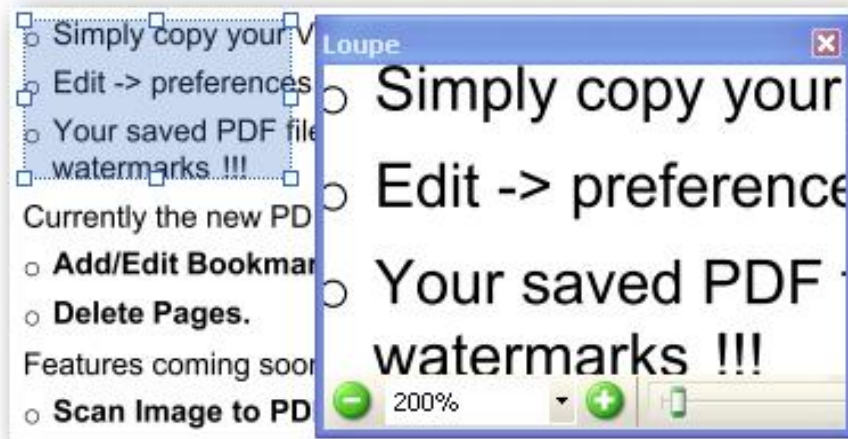 Simply copy your V
Edit -> preferences
Your saved PDF file
watermarks !!!
Currently the new PD
Add/Edit Bookmar
Delete Pages.
Features coming soon
Scan Image to PD
Loupe
Simply copy your
Edit -> preference
Your saved PDF
watermarks !!!
200%